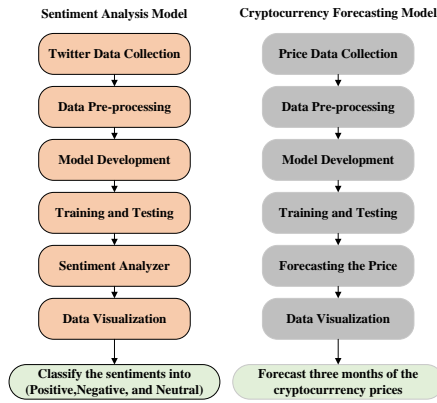 Sentiment Analysis Model
Twitter Data Collection
Data Pre-processing
Model Development
Training and Testing
Sentiment Analyzer
Data Visualization
Classify the sentiments into
(Positive,Negative, and Neutral)
Cryptocurrency Forecasting Model
Price Data Collection
Data Pre-processing
Model Development
Training and Testing
Forecasting the Price
Data Visualization
Forecast three months of the
cryptocurrrency prices